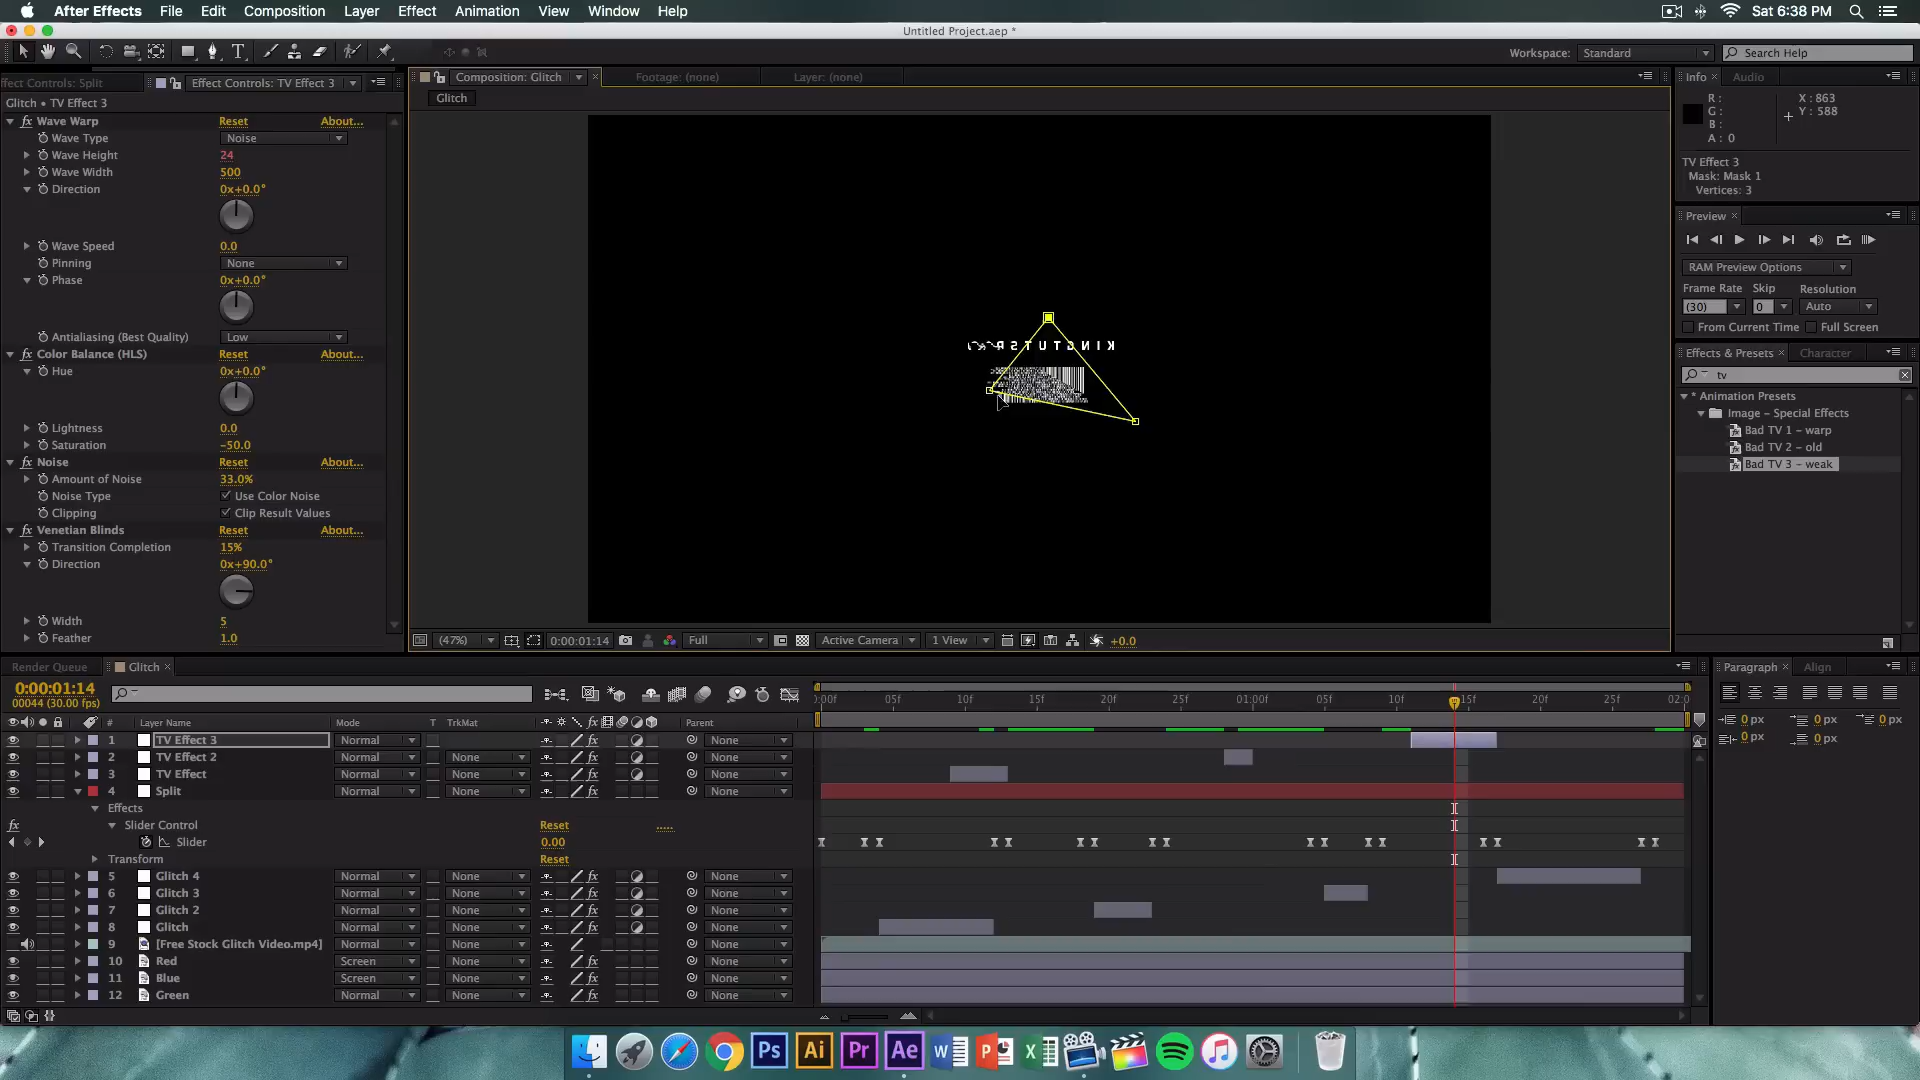 After Effects File Edit Composition Layer Effect Animation View Window Help Sat 6:38 PM
Untitled Project.aep *
Workspace: Standard Search Help
ffect Controls: Split Effect Controls: TV Effect 3
Composition: Glitch Footage: (none) Layer: (none)
Info Audio
Glitch • TV Effect 3
Glitch
Wave Warp Reset About...
Wave Type Noise
Wave Height 24
Wave Width 500
Direction 0x+0.0°
Wave Speed 0.0
Pinning None
Phase 0x+0.0°
Antialiasing (Best Quality) Low
Color Balance (HLS) Reset About...
Hue 0x+0.0°
Lightness 0.0
Saturation -50.0
Noise Reset About...
Amount of Noise 33.0%
Noise Type Use Color Noise
Clipping Clip Result Values
Venetian Blinds Reset About...
Transition Completion 15%
Direction 0x+90.0°
Width 5
Feather 1.0
KINGTUTSR
(47%) 0:00:01:14 Full Active Camera 1 View +0.0
R : X : 863
G : Y : 588
B :
A : 0
TV Effect 3
Mask: Mask 1
Vertices: 3
Preview
RAM Preview Options
Frame Rate Skip Resolution
(30) 0 Auto
From Current Time Full Screen
Effects & Presets Character
tv
* Animation Presets
Image – Special Effects
Bad TV 1 – warp
Bad TV 2 – old
Bad TV 3 – weak
Render Queue Glitch
0:00:01:14
00044 (30.00 fps)
:00f 05f 10f 15f 20f 25f 01:00f 05f 10f 15f 20f 25f 02:0
# Layer Name Mode T TrkMat Parent
1 TV Effect 3 Normal None
2 TV Effect 2 Normal None None
3 TV Effect Normal None None
4 Split Normal None None
Effects
Slider Control Reset .....
Slider 0.00
Transform Reset
5 Glitch 4 Normal None None
6 Glitch 3 Normal None None
7 Glitch 2 Normal None None
8 Glitch Normal None None
9 [Free Stock Glitch Video.mp4] None
10 Red Screen None None
11 Blue Screen None None
12 Green Normal None None
Paragraph Align
0 px 0 px 0 px
0 px 0 px
Ps Ai Pr Ae W P X